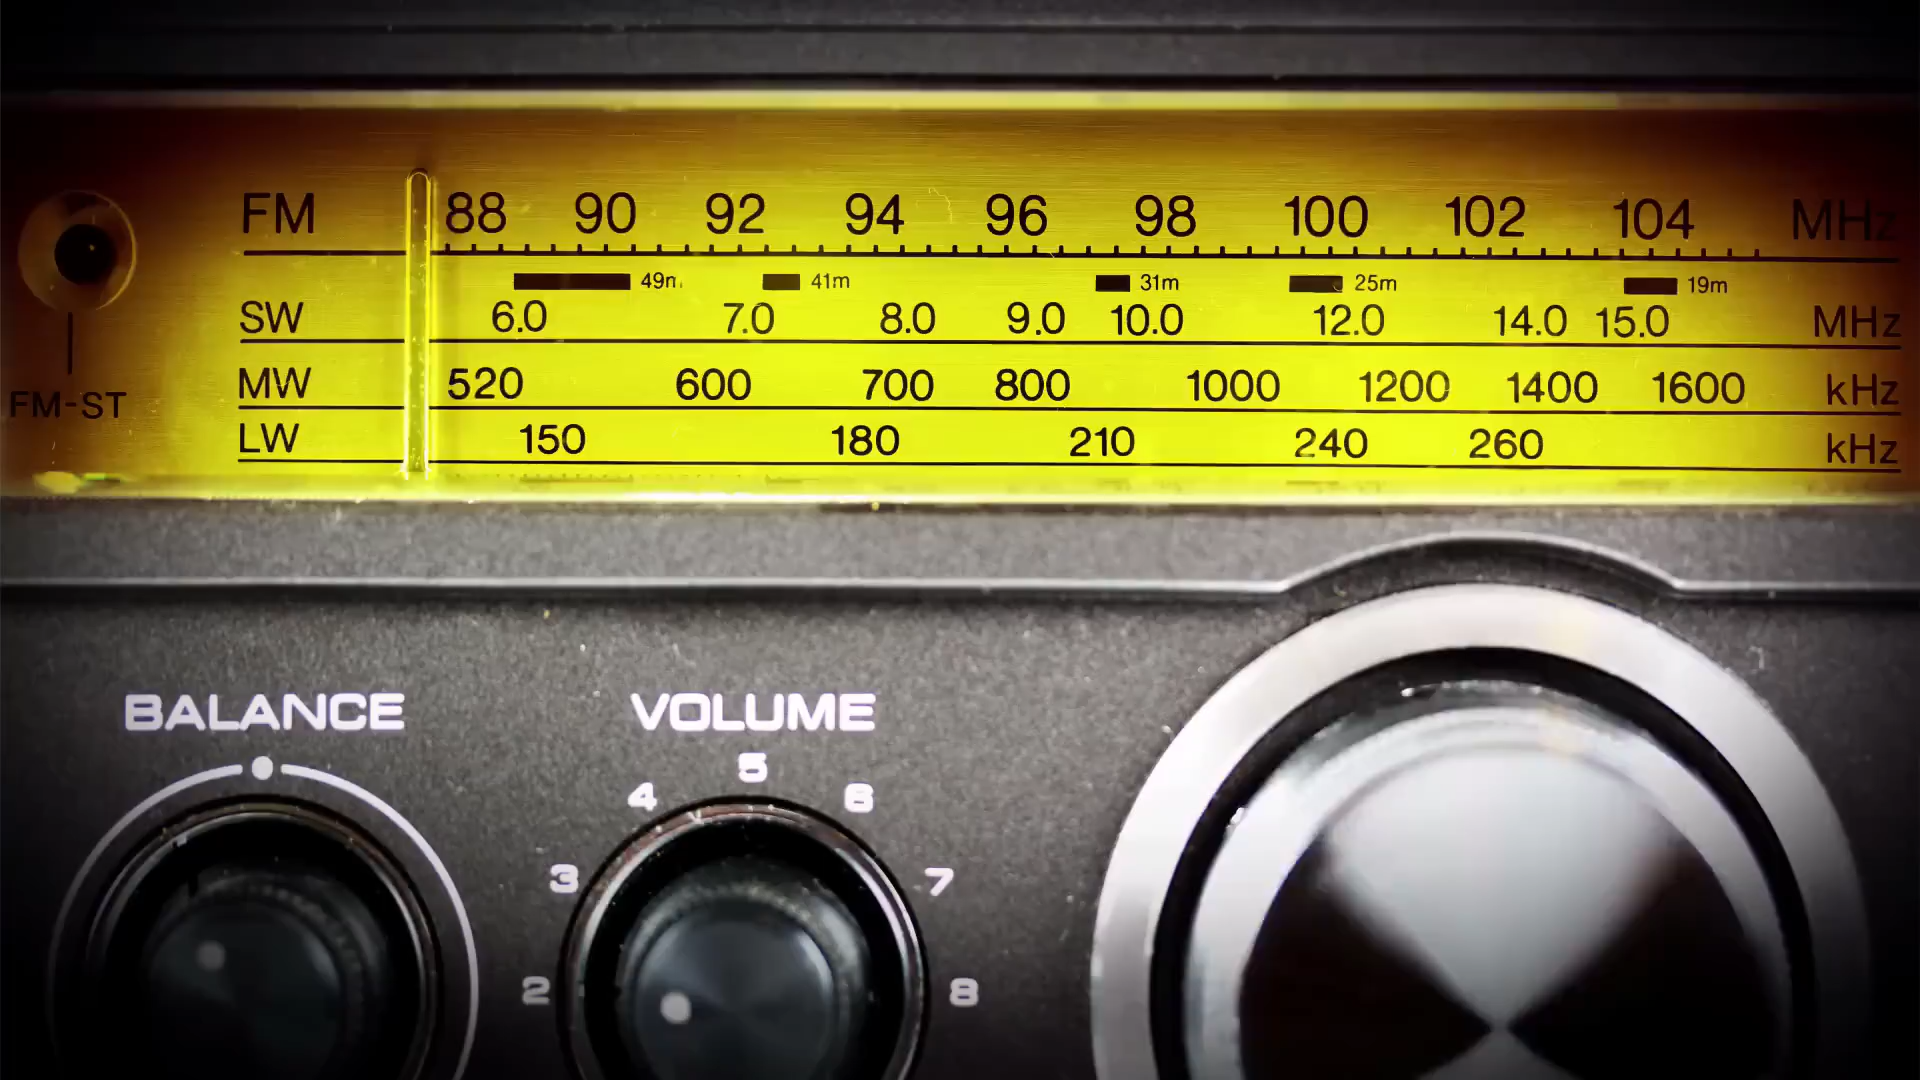 FM 88 90 92 94 96 98 100 102 104 MHz
49m 41m 31m 25m 19m
SW 6.0 7.0 8.0 9.0 10.0 12.0 14.0 15.0 MHz
MW 520 600 700 800 1000 1200 1400 1600 kHz
FM-ST
LW 150 180 210 240 260 kHz
BALANCE VOLUME
5
4 6
3 7
2 8